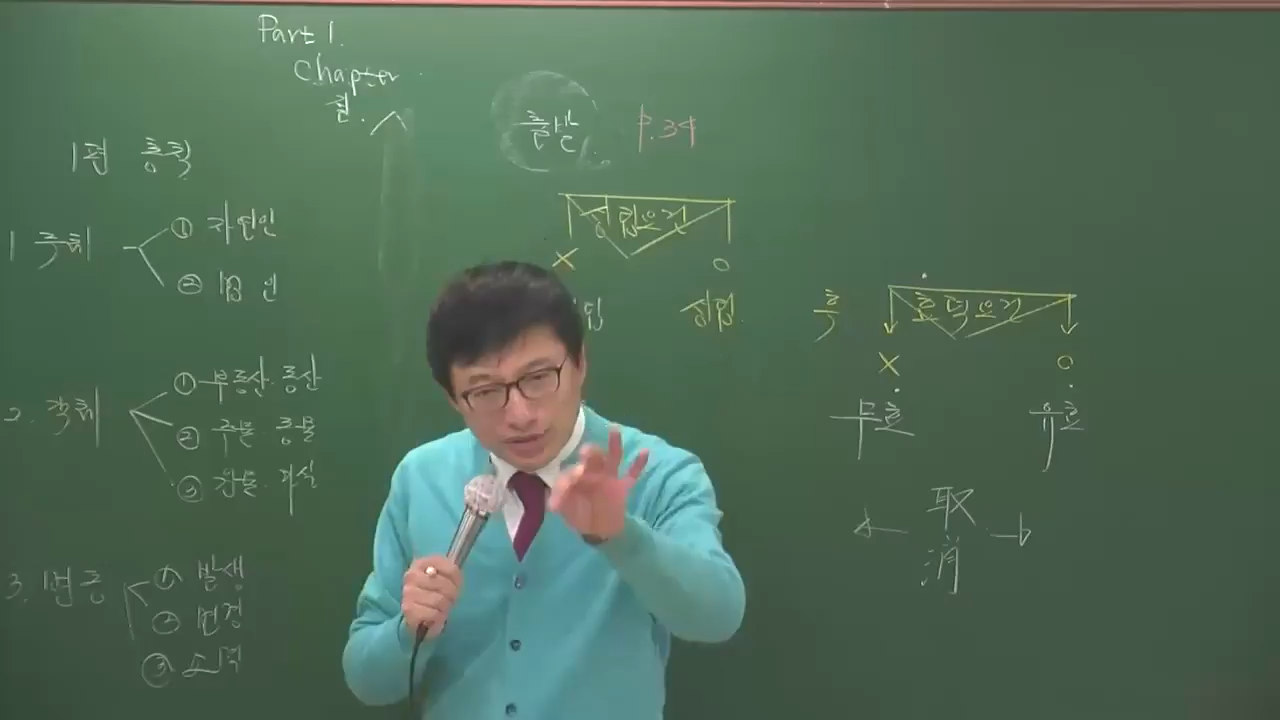 Part 1.
Chapter
1편 총칙
출발 P.34
성립요건
X O
립 성립
1 주체 ① 자연인
② 법인
2. 객체 ① 부동산·동산
② 주물·종물
③ 원물·과실
효력요건
X O
무효 유효
取
消
3. 변동 ① 발생
② 변경
③ 소멸